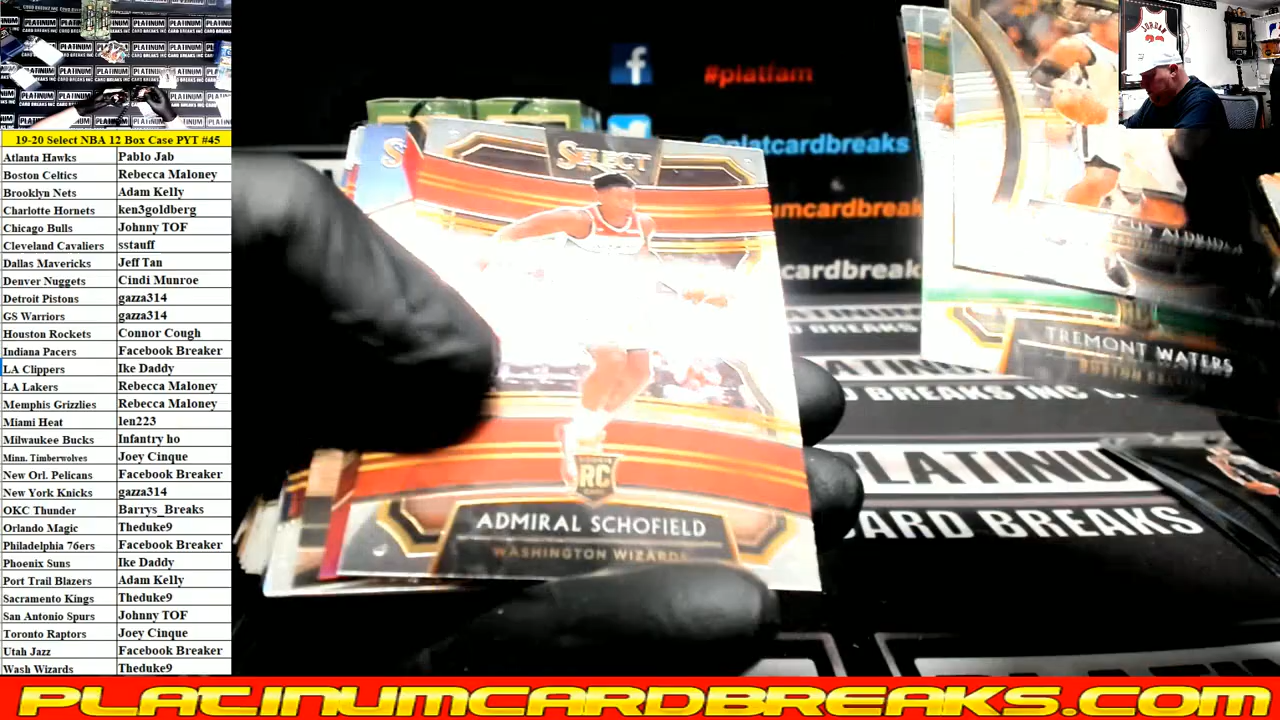 19-20 Select NBA 12 Box Case PYT #45
Atlanta Hawks Pablo Jab
Boston Celtics Rebecca Maloney
Brooklyn Nets Adam Kelly
Charlotte Hornets ken3goldberg
Chicago Bulls Johnny TOF
Cleveland Cavaliers sstauff
Dallas Mavericks Jeff Tan
Denver Nuggets Cindi Munroe
Detroit Pistons gazza314
GS Warriors gazza314
Houston Rockets Connor Cough
Indiana Pacers Facebook Breaker
LA Clippers Ike Daddy
LA Lakers Rebecca Maloney
Memphis Grizzlies Rebecca Maloney
Miami Heat len223
Milwaukee Bucks Infantry ho
Minn. Timberwolves Joey Cinque
New Orl. Pelicans Facebook Breaker
New York Knicks gazza314
OKC Thunder Barrys_Breaks
Orlando Magic Theduke9
Philadelphia 76ers Facebook Breaker
Phoenix Suns Ike Daddy
Port Trail Blazers Adam Kelly
Sacramento Kings Theduke9
San Antonio Spurs Johnny TOF
Toronto Raptors Joey Cinque
Utah Jazz Facebook Breaker
Wash Wizards Theduke9
#platfam
@platcardbreaks
umcardbreaks
cardbreaks
SELECT
RC
ADMIRAL SCHOFIELD
WASHINGTON WIZARDS
TREMONT WATERS
JORDAN
PLATINUM
CARD BREAKS
PLATINUMCARDBREAKS.COM